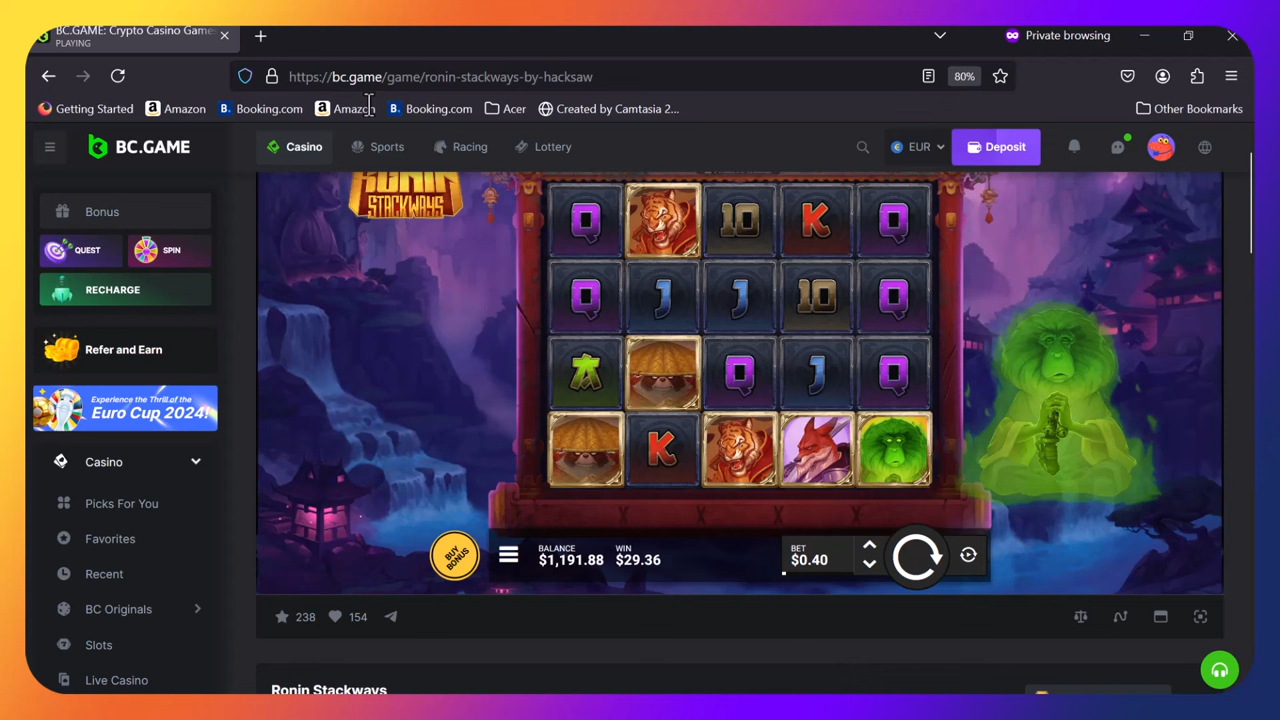 BC.GAME: Crypto Casino Game
PLAYING
Private browsing
https://bc.game/game/ronin-stackways-by-hacksaw
80%
Getting Started
Amazon
Booking.com
Amazon
Booking.com
Acer
Created by Camtasia 2...
Other Bookmarks
BC.GAME
Casino
Sports
Racing
Lottery
EUR
Deposit
Bonus
QUEST
SPIN
RECHARGE
Refer and Earn
Experience the Thrill of the
Euro Cup 2024!
Casino
Picks For You
Favorites
Recent
BC Originals
Slots
Live Casino
RONIN
STACKWAYS
Q
10
K
Q
Q
J
J
10
Q
A
Q
J
Q
K
BUY
BONUS
BALANCE
$1,191.88
WIN
$29.36
BET
$0.40
238
154
Ronin Stackways